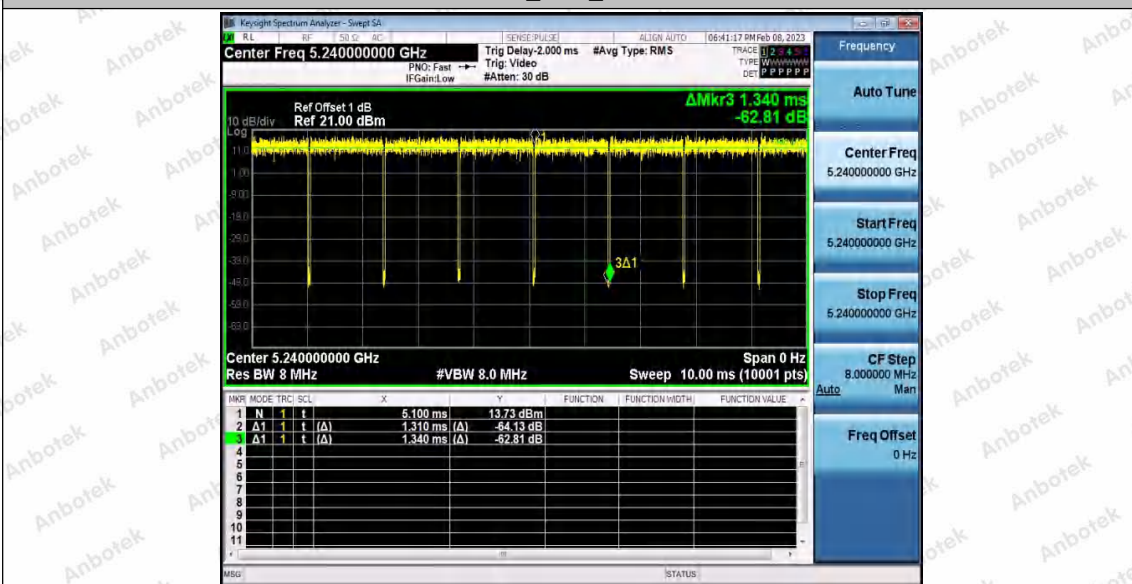 Keysight Spectrum Analyzer - Swept SA
RL RF 50 Ω AC SENSE:PULSE ALIGN AUTO 06:41:17 PM Feb 08, 2023
Center Freq 5.240000000 GHz Trig Delay-2.000 ms #Avg Type: RMS TRACE 1 2 3 4 5 6
PNO: Fast Trig: Video TYPE WWWWWW
IFGain:Low #Atten: 30 dB DET P P P P P P
ΔMkr3 1.340 ms
-62.81 dB
Ref Offset 1 dB
10 dB/div Ref 21.00 dBm
Log
11.0
1.00
-9.00
-19.0
-29.0
-39.0
-49.0
-59.0
-69.0
3Δ1
Center 5.240000000 GHz Span 0 Hz
Res BW 8 MHz #VBW 8.0 MHz Sweep 10.00 ms (10001 pts)
MKR MODE TRC SCL X Y FUNCTION FUNCTION WIDTH FUNCTION VALUE
1 N 1 t 5.100 ms 13.73 dBm
2 Δ1 1 t (Δ) 1.310 ms (Δ) -64.13 dB
3 Δ1 1 t (Δ) 1.340 ms (Δ) -62.81 dB
4
5
6
7
8
9
10
11
MSG STATUS
Frequency
Auto Tune
Center Freq
5.240000000 GHz
Start Freq
5.240000000 GHz
Stop Freq
5.240000000 GHz
CF Step
8.000000 MHz
Auto Man
Freq Offset
0 Hz
Anbotek